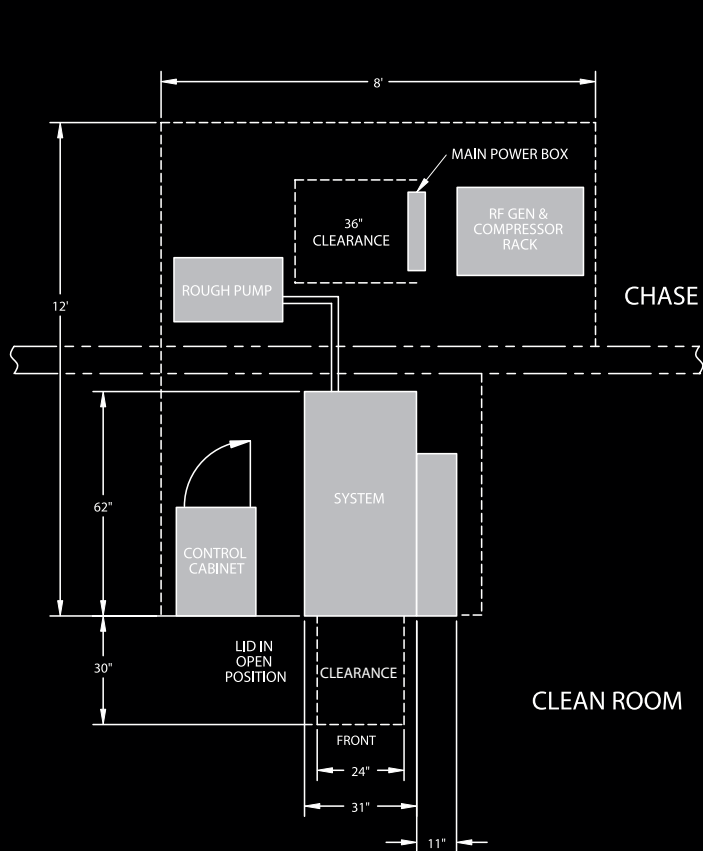 8'
MAIN POWER BOX
36"
CLEARANCE
RF GEN &
COMPRESSOR
RACK
ROUGH PUMP
CHASE
12'
SYSTEM
62"
CONTROL
CABINET
LID IN
OPEN
POSITION
30"
CLEARANCE
CLEAN ROOM
FRONT
24"
31"
11"